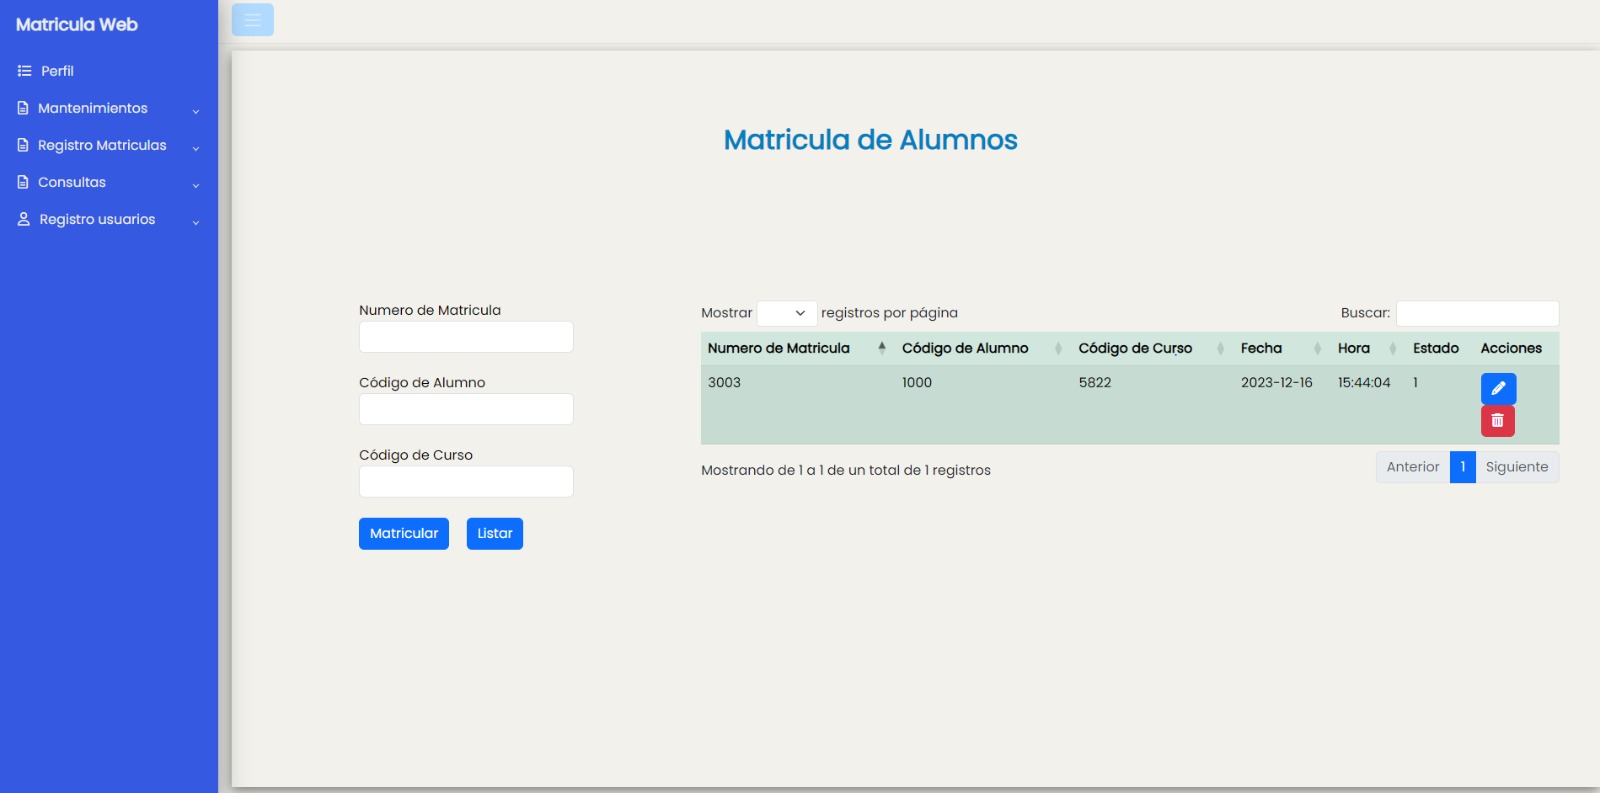 Matricula Web
Perfil
Mantenimientos
Registro Matriculas
Consultas
Registro usuarios
Matricula de Alumnos
Numero de Matricula
Código de Alumno
Código de Curso
Matricular Listar
Mostrar registros por página Buscar:
Numero de Matricula Código de Alumno Código de Curso Fecha Hora Estado Acciones
3003 1000 5822 2023-12-16 15:44:04 1
Mostrando de 1 a 1 de un total de 1 registros Anterior 1 Siguiente